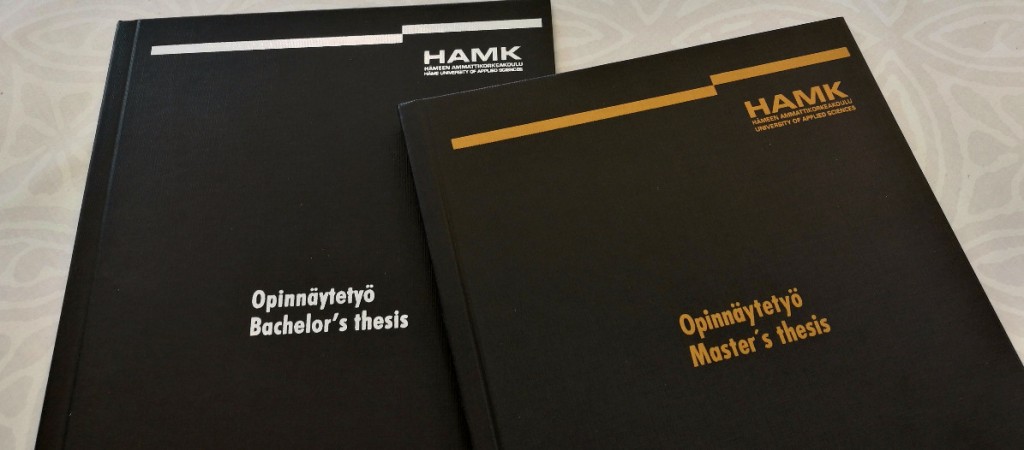 HAMK
HÄMEEN AMMATTIKORKEAKOULU
HÄME UNIVERSITY OF APPLIED SCIENCES
Opinnäytetyö
Bachelor's thesis
HAMK
HÄMEEN AMMATTIKORKEAKOULU
UNIVERSITY OF APPLIED SCIENCES
Opinnäytetyö
Master´s thesis